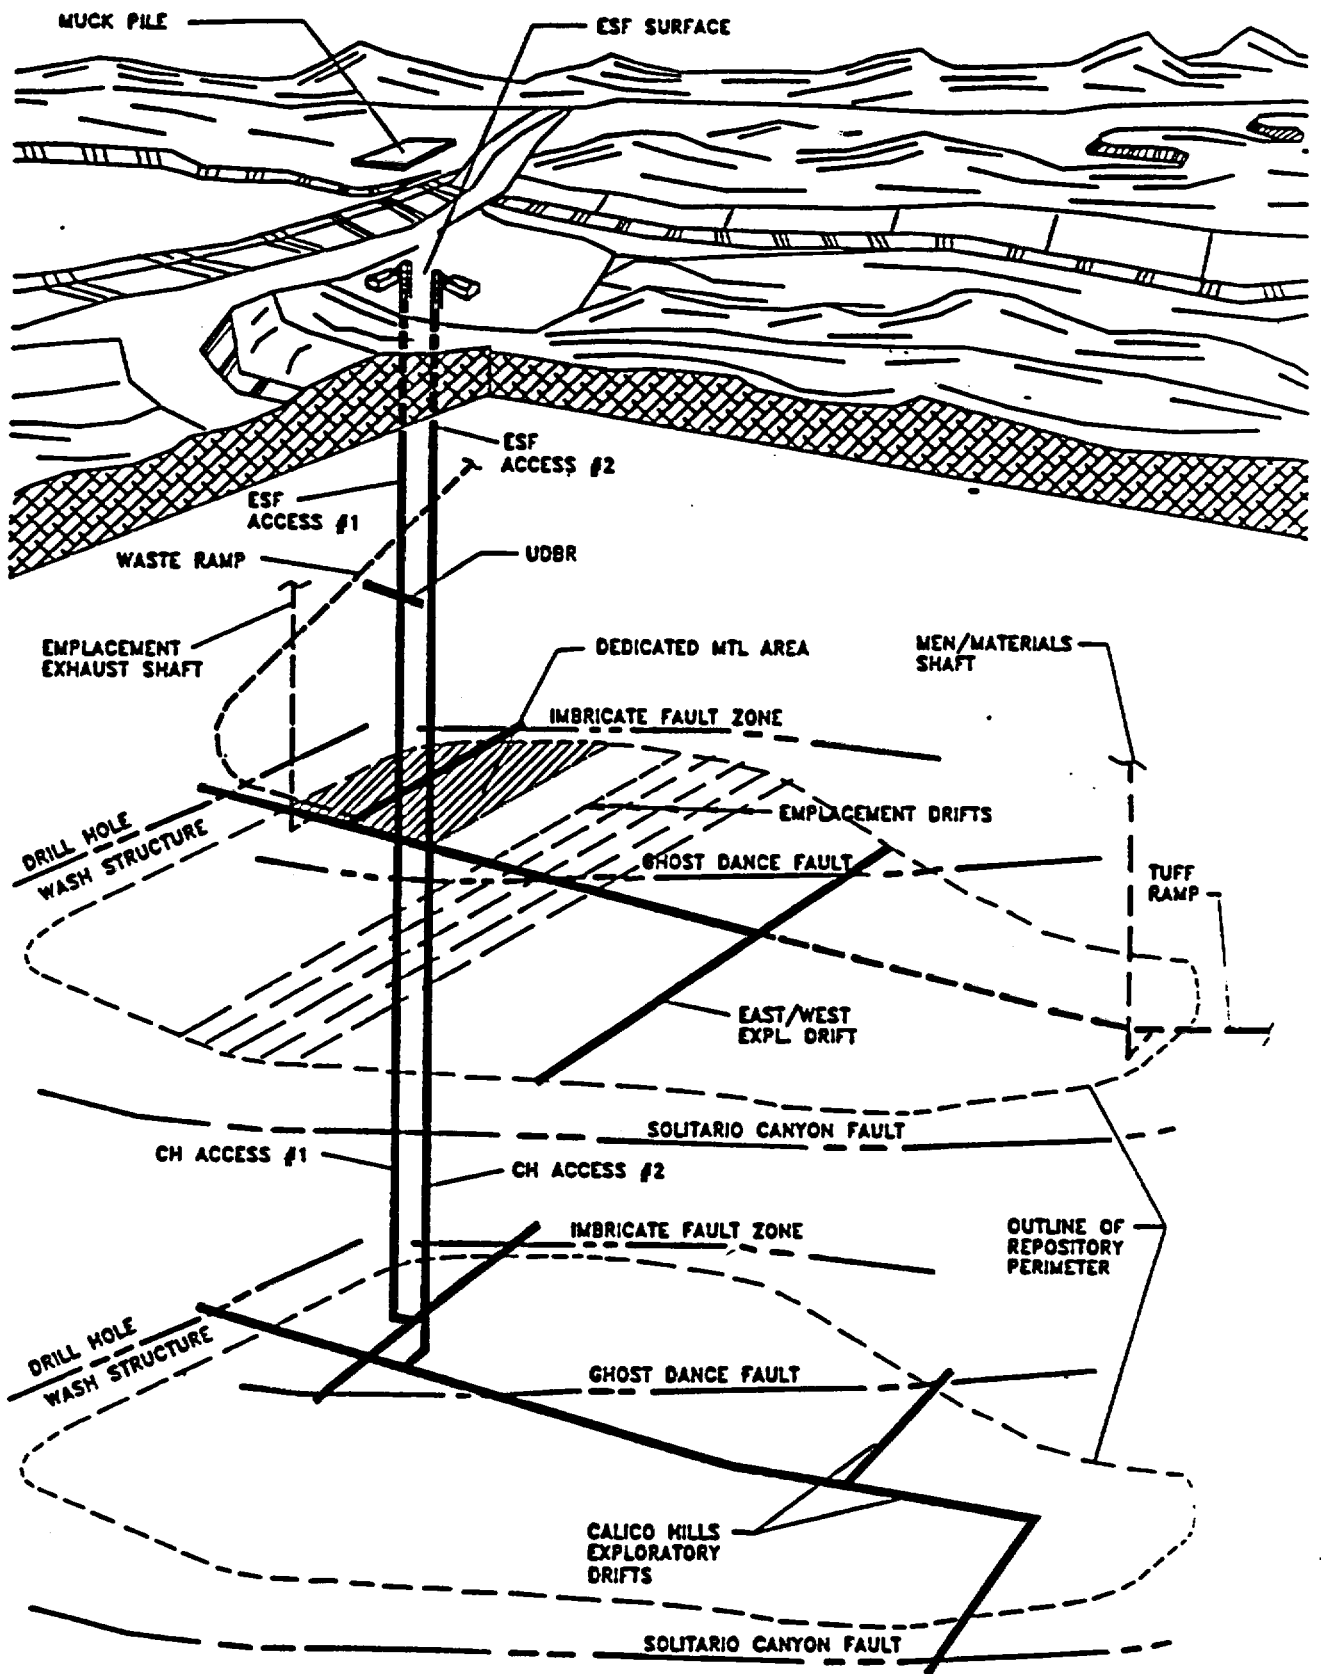 MUCK PILE
ESF SURFACE
ESF
ACCESS #2
ESF
ACCESS #1
WASTE RAMP
UDBR
EMPLACEMENT
EXHAUST SHAFT
DEDICATED MTL AREA
MEN/MATERIALS
SHAFT
IMBRICATE FAULT ZONE
EMPLACEMENT DRIFTS
DRILL HOLE
WASH STRUCTURE
GHOST DANCE FAULT
TUFF
RAMP
EAST/WEST
EXPL. DRIFT
SOLITARIO CANYON FAULT
CH ACCESS #1
CH ACCESS #2
IMBRICATE FAULT ZONE
OUTLINE OF
REPOSITORY
PERIMETER
DRILL HOLE
WASH STRUCTURE
GHOST DANCE FAULT
CALICO HILLS
EXPLORATORY
DRIFTS
SOLITARIO CANYON FAULT